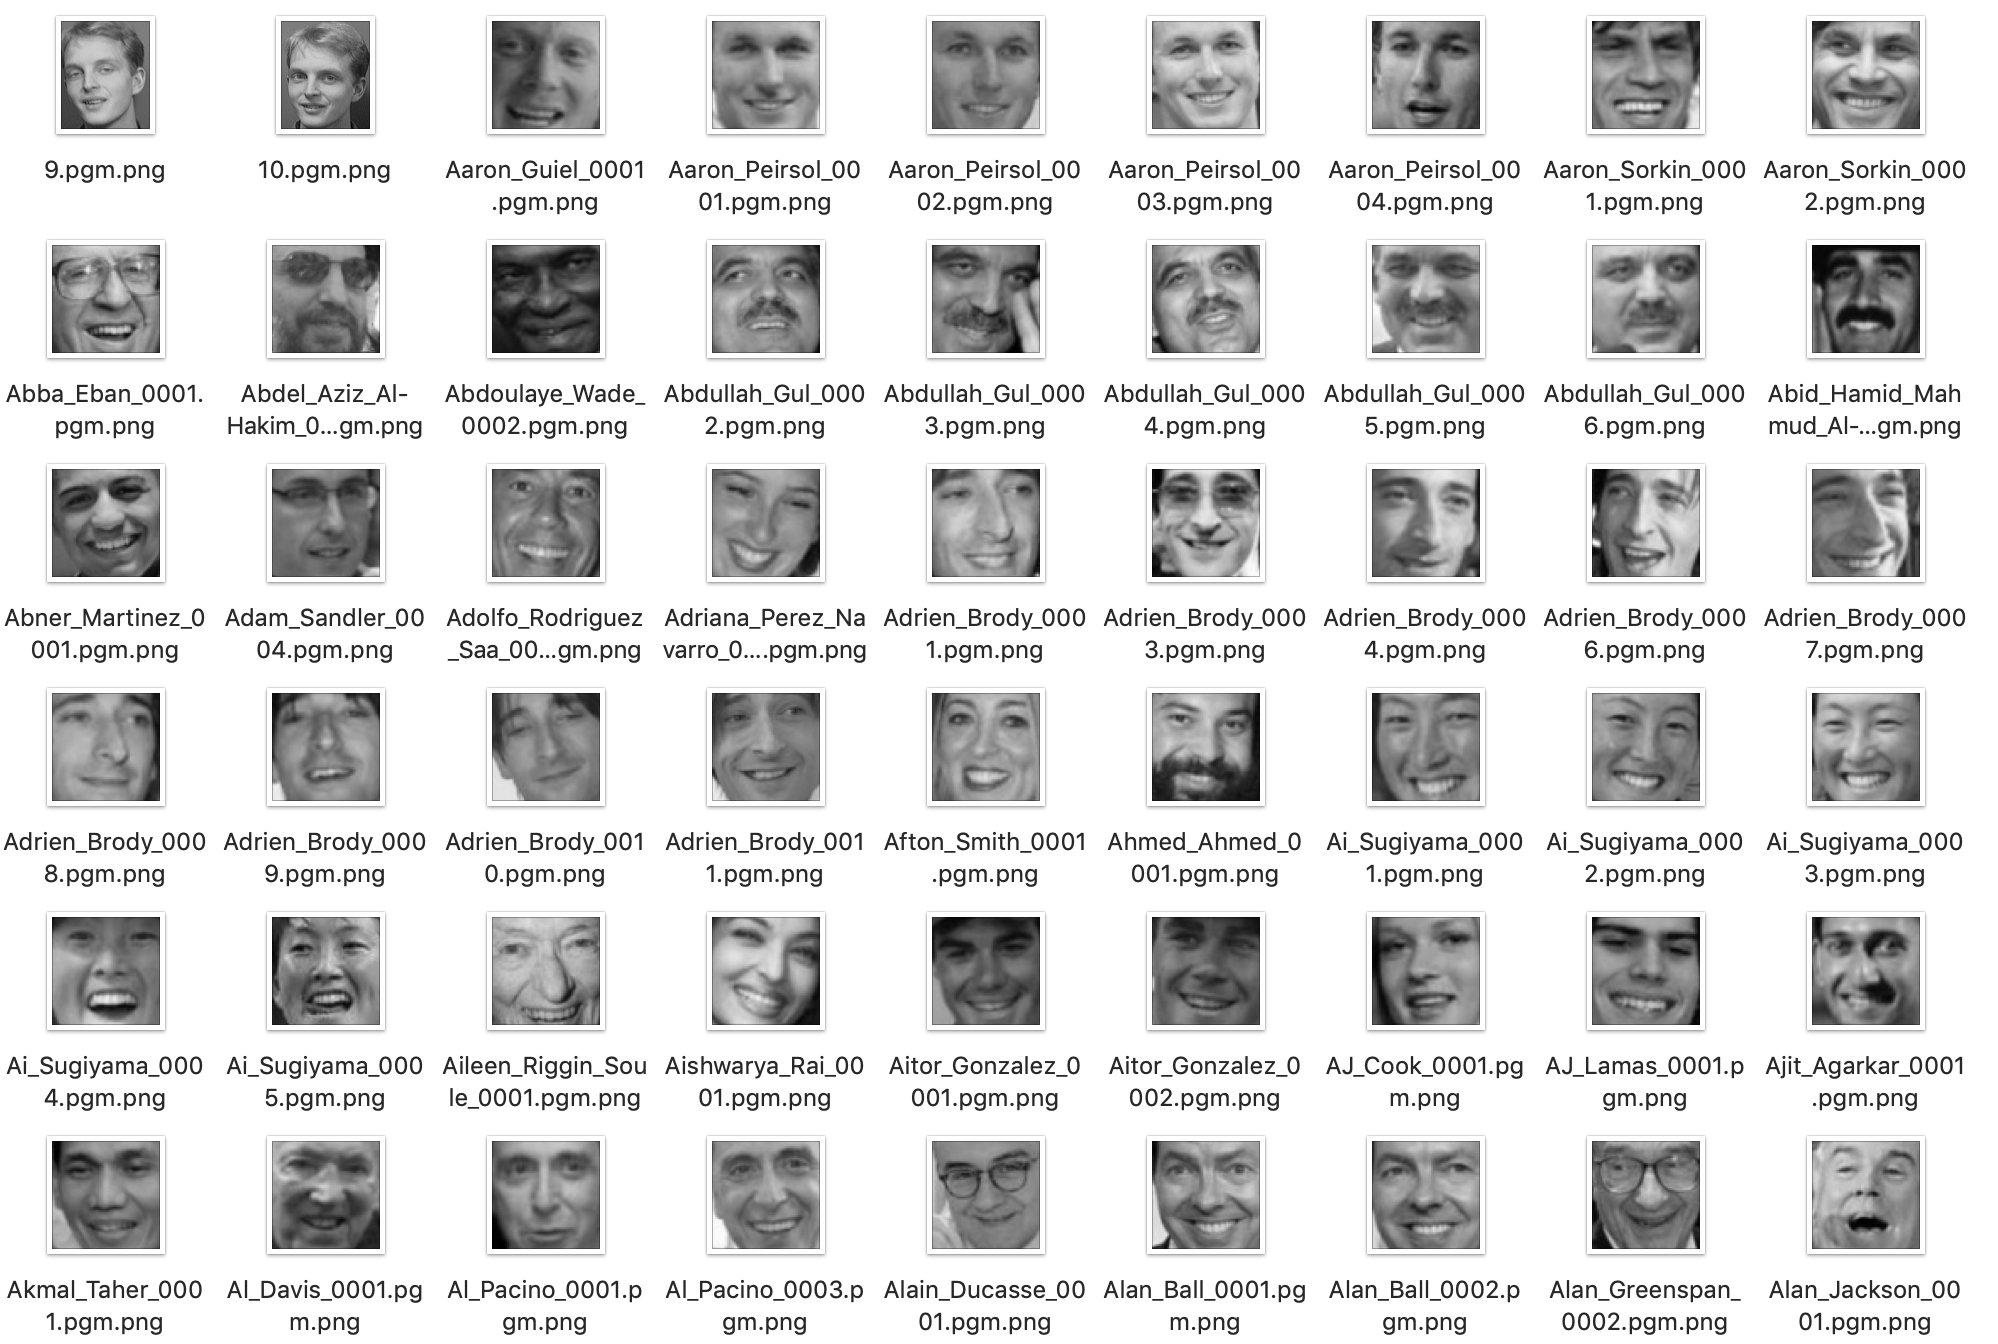 9.pgm.png
10.pgm.png
Aaron_Guiel_0001
.pgm.png
Aaron_Peirsol_00
01.pgm.png
Aaron_Peirsol_00
02.pgm.png
Aaron_Peirsol_00
03.pgm.png
Aaron_Peirsol_00
04.pgm.png
Aaron_Sorkin_000
1.pgm.png
Aaron_Sorkin_000
2.pgm.png
Abba_Eban_0001.
pgm.png
Abdel_Aziz_Al-
Hakim_0...gm.png
Abdoulaye_Wade_
0002.pgm.png
Abdullah_Gul_000
2.pgm.png
Abdullah_Gul_000
3.pgm.png
Abdullah_Gul_000
4.pgm.png
Abdullah_Gul_000
5.pgm.png
Abdullah_Gul_000
6.pgm.png
Abid_Hamid_Mah
mud_Al-...gm.png
Abner_Martinez_0
001.pgm.png
Adam_Sandler_00
04.pgm.png
Adolfo_Rodriguez
_Saa_00...gm.png
Adriana_Perez_Na
varro_0....pgm.png
Adrien_Brody_000
1.pgm.png
Adrien_Brody_000
3.pgm.png
Adrien_Brody_000
4.pgm.png
Adrien_Brody_000
6.pgm.png
Adrien_Brody_000
7.pgm.png
Adrien_Brody_000
8.pgm.png
Adrien_Brody_000
9.pgm.png
Adrien_Brody_001
0.pgm.png
Adrien_Brody_001
1.pgm.png
Afton_Smith_0001
.pgm.png
Ahmed_Ahmed_0
001.pgm.png
Ai_Sugiyama_000
1.pgm.png
Ai_Sugiyama_000
2.pgm.png
Ai_Sugiyama_000
3.pgm.png
Ai_Sugiyama_000
4.pgm.png
Ai_Sugiyama_000
5.pgm.png
Aileen_Riggin_Sou
le_0001.pgm.png
Aishwarya_Rai_00
01.pgm.png
Aitor_Gonzalez_0
001.pgm.png
Aitor_Gonzalez_0
002.pgm.png
AJ_Cook_0001.pg
m.png
AJ_Lamas_0001.p
gm.png
Ajit_Agarkar_0001
.pgm.png
Akmal_Taher_000
1.pgm.png
Al_Davis_0001.pg
m.png
Al_Pacino_0001.p
gm.png
Al_Pacino_0003.p
gm.png
Alain_Ducasse_00
01.pgm.png
Alan_Ball_0001.pg
m.png
Alan_Ball_0002.p
gm.png
Alan_Greenspan_
0002.pgm.png
Alan_Jackson_00
01.pgm.png